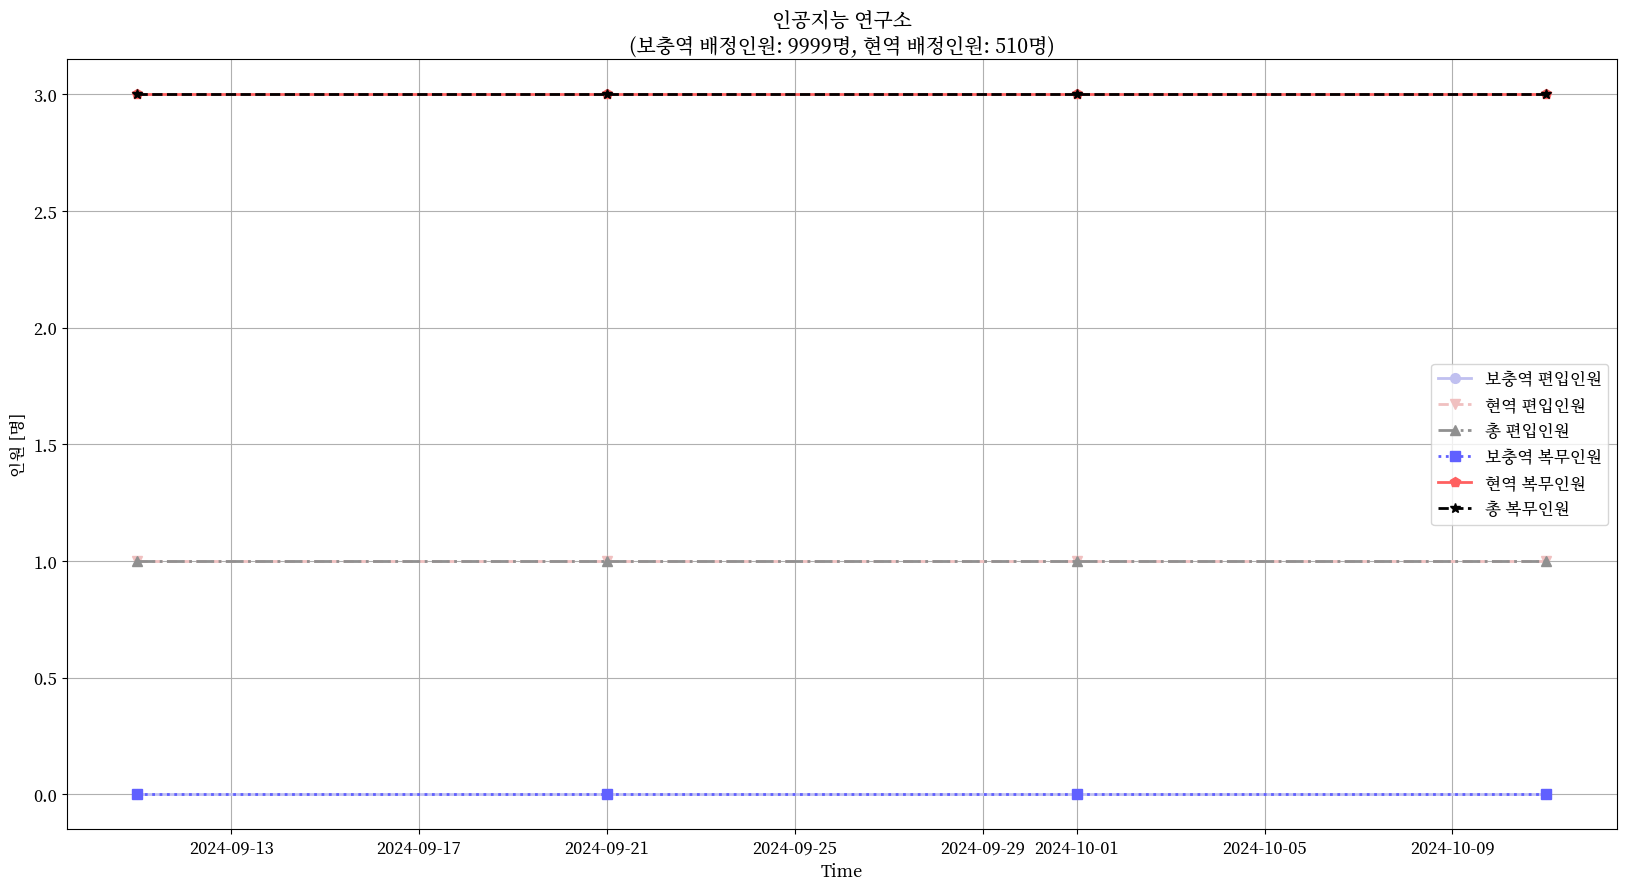 인공지능 연구소
(보충역 배정인원: 9999명, 현역 배정인원: 510명)
3.0
2.5
2.0
1.5
1.0
0.5
0.0
인원 [명]
보충역 편입인원
현역 편입인원
총 편입인원
보충역 복무인원
현역 복무인원
총 복무인원
2024-09-13 2024-09-17 2024-09-21 2024-09-25 2024-09-29 2024-10-01 2024-10-05 2024-10-09
Time